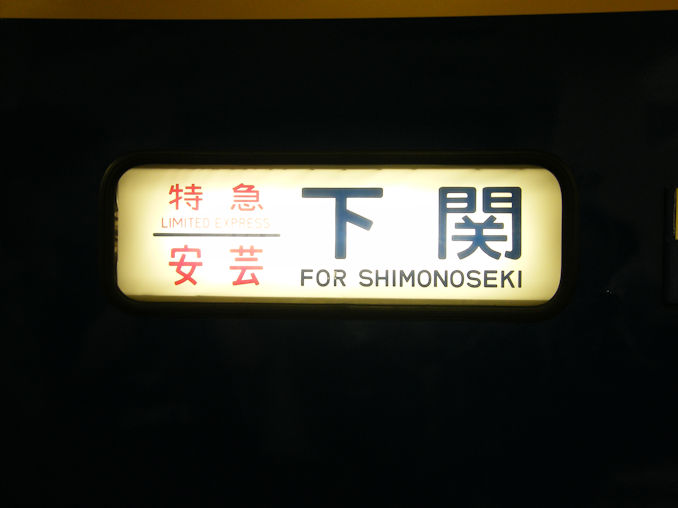 特急
LIMITED EXPRESS
安芸
下関
FOR SHIMONOSEKI